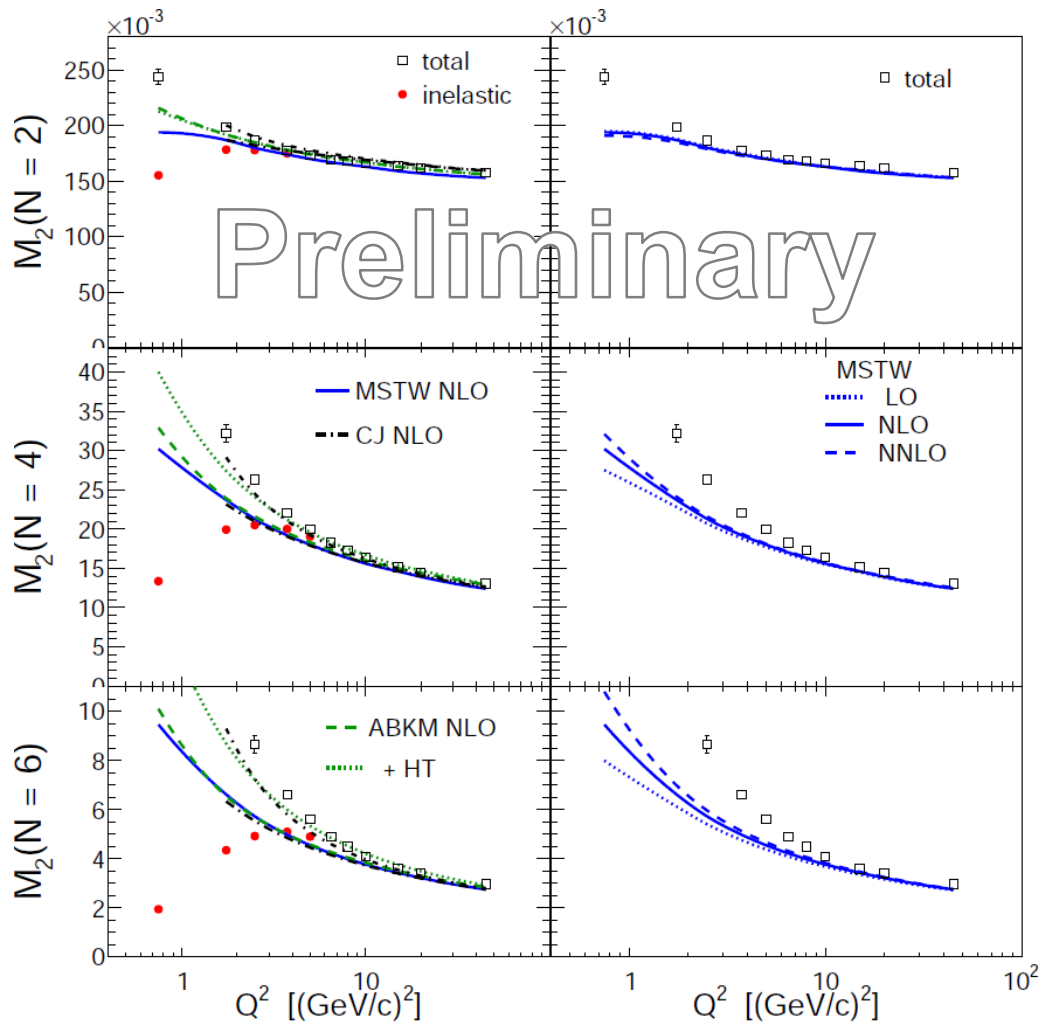 ×10⁻³
×10⁻³
250
200
150
100
50
0
M₂(N = 2)
total
inelastic
total
Preliminary
40
35
30
25
20
15
10
5
0
M₂(N = 4)
MSTW NLO
CJ NLO
MSTW
LO
NLO
NNLO
10
8
6
4
2
0
M₂(N = 6)
ABKM NLO
+ HT
1
10
1
10
10²
Q² [(GeV/c)²]
Q² [(GeV/c)²]